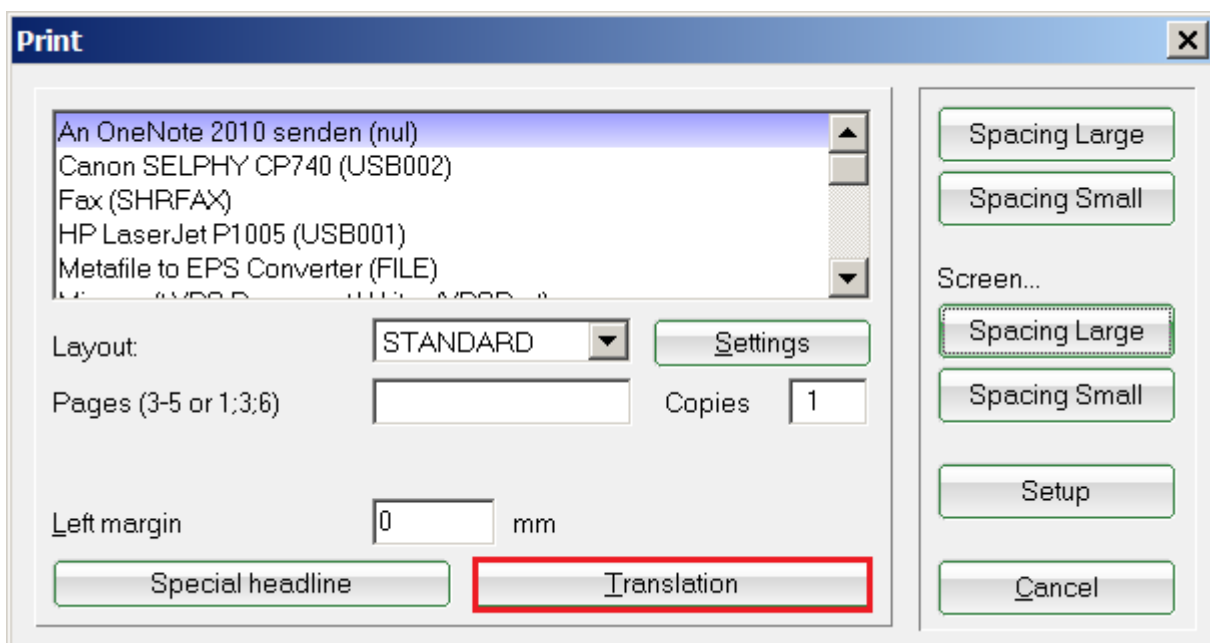 Print
An OneNote 2010 senden (nul)
Canon SELPHY CP740 (USB002)
Fax (SHRFAX)
HP LaserJet P1005 (USB001)
Metafile to EPS Converter (FILE)
Layout:
STANDARD
Settings
Pages (3-5 or 1;3;6)
Copies
1
Left margin
0
mm
Special headline
Translation
Spacing Large
Spacing Small
Screen...
Spacing Large
Spacing Small
Setup
Cancel